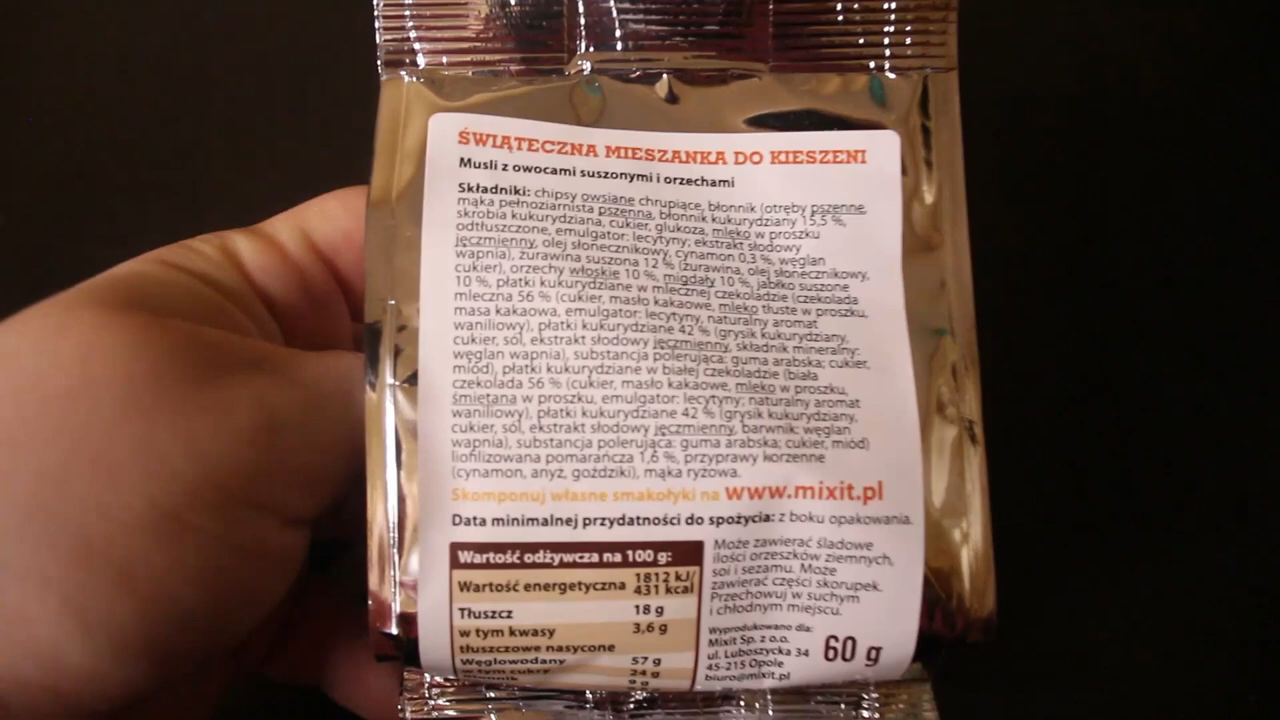 ŚWIĄTECZNA MIESZANKA DO KIESZENI
Musli z owocami suszonymi i orzechami
Składniki: chipsy owsiane chrupiące, błonnik (otręby pszenne,
mąka pełnoziarnista pszenna, błonnik kukurydziany 15,5 %,
skrobia kukurydziana, cukier, glukoza, mleko w proszku
odtłuszczone, emulgator: lecytyny; ekstrakt słodowy
jęczmienny, olej słonecznikowy, cynamon 0,3 %, węglan
wapnia), żurawina suszona 12 % (żurawina, olej słonecznikowy,
cukier), orzechy włoskie 10 %, migdały 10 %, jabłko suszone
10 %, płatki kukurydziane w mlecznej czekoladzie (czekolada
mleczna 56 % (cukier, masło kakaowe, mleko tłuste w proszku,
masa kakaowa, emulgator: lecytyny, naturalny aromat
waniliowy), płatki kukurydziane 42 % (grysik kukurydziany,
cukier, sól, ekstrakt słodowy jęczmienny, składnik mineralny:
węglan wapnia), substancja polerująca: guma arabska; cukier,
miód), płatki kukurydziane w białej czekoladzie (biała
czekolada 56 % (cukier, masło kakaowe, mleko w proszku,
śmietana w proszku, emulgator: lecytyny; naturalny aromat
waniliowy), płatki kukurydziane 42 % (grysik kukurydziany,
cukier, sól, ekstrakt słodowy jęczmienny, barwnik: węglan
wapnia), substancja polerująca: guma arabska; cukier, miód)
liofilizowana pomarańcza 1,6 %, przyprawy korzenne
(cynamon, anyż, goździki), mąka ryżowa.
Skomponuj własne smakołyki na www.mixit.pl
Data minimalnej przydatności do spożycia: z boku opakowania.
Wartość odżywcza na 100 g:
Wartość energetyczna 1812 kJ/
431 kcal
Tłuszcz 18 g
w tym kwasy 3,6 g
tłuszczowe nasycone
Węglowodany 57 g
w tym cukry 24 g
Błonnik 9 g
Może zawierać śladowe
ilości orzeszków ziemnych,
soi i sezamu. Może
zawierać części skorupek.
Przechowuj w suchym
i chłodnym miejscu.
Wyprodukowano dla:
Mixit Sp. z o.o.
ul. Luboszycka 34
45-215 Opole
biuro@mixit.pl
60 g